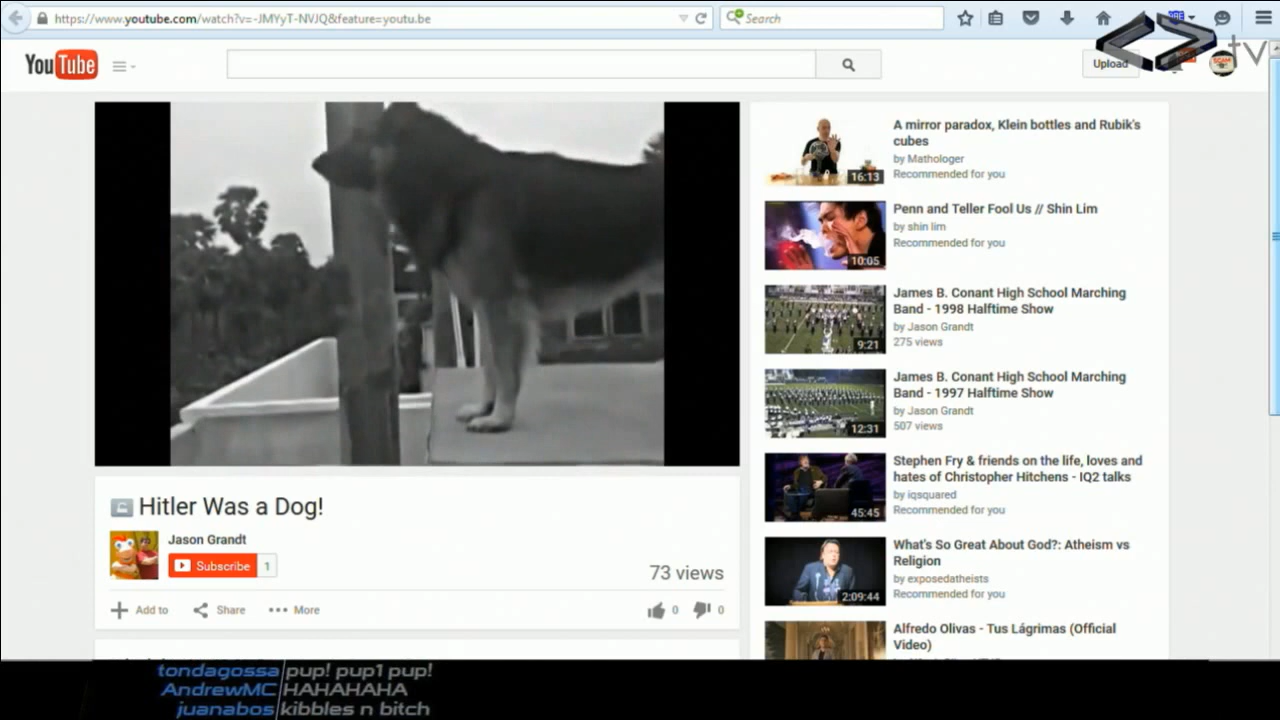 https://www.youtube.com/watch?v=-JMYyT-NVJQ&feature=youtu.be
Search
tv
YouTube
Upload
A mirror paradox, Klein bottles and Rubik's
cubes
by Mathologer
Recommended for you
16:13
Penn and Teller Fool Us // Shin Lim
by shin lim
Recommended for you
10:05
James B. Conant High School Marching
Band - 1998 Halftime Show
by Jason Grandt
275 views
9:21
James B. Conant High School Marching
Band - 1997 Halftime Show
by Jason Grandt
507 views
12:31
Stephen Fry & friends on the life, loves and
hates of Christopher Hitchens - IQ2 talks
by iqsquared
Recommended for you
45:45
What's So Great About God?: Atheism vs
Religion
by exposedatheists
Recommended for you
2:09:44
Alfredo Olivas - Tus Lágrimas (Official
Video)
Hitler Was a Dog!
Jason Grandt
Subscribe 1
73 views
Add to Share More 0 0
tondagossa pup! pup1 pup!
AndrewMC HAHAHAHA
juanabos kibbles n bitch